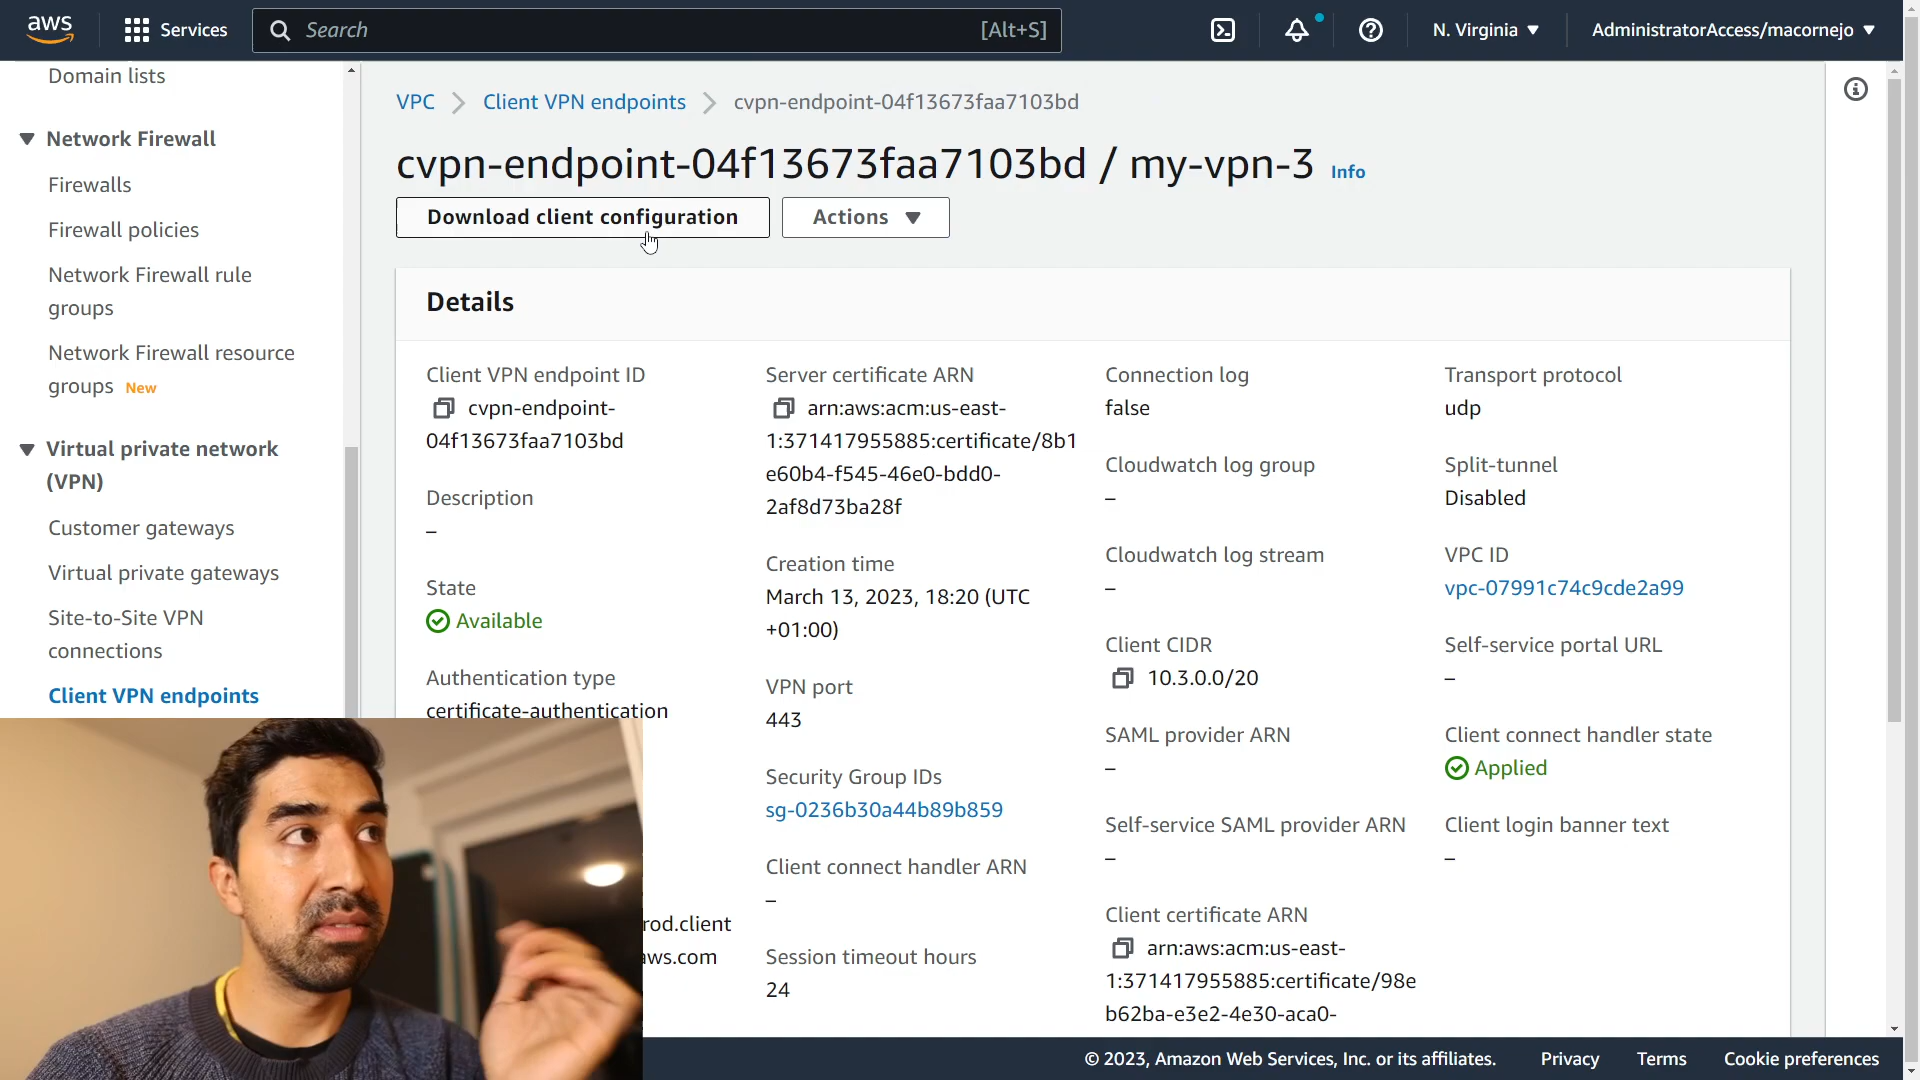 aws
Services
Search
[Alt+S]
N. Virginia
AdministratorAccess/macornejo
Domain lists
Network Firewall
Firewalls
Firewall policies
Network Firewall rule
groups
Network Firewall resource
groups New
Virtual private network
(VPN)
Customer gateways
Virtual private gateways
Site-to-Site VPN
connections
Client VPN endpoints
VPC
Client VPN endpoints
cvpn-endpoint-04f13673faa7103bd
cvpn-endpoint-04f13673faa7103bd / my-vpn-3 Info
Download client configuration
Actions
Details
Client VPN endpoint ID
cvpn-endpoint-
04f13673faa7103bd
Description
–
State
Available
Authentication type
certificate-authentication
rod.client
aws.com
Server certificate ARN
arn:aws:acm:us-east-
1:371417955885:certificate/8b1
e60b4-f545-46e0-bdd0-
2af8d73ba28f
Creation time
March 13, 2023, 18:20 (UTC
+01:00)
VPN port
443
Security Group IDs
sg-0236b30a44b89b859
Client connect handler ARN
–
Session timeout hours
24
Connection log
false
Cloudwatch log group
–
Cloudwatch log stream
–
Client CIDR
10.3.0.0/20
SAML provider ARN
–
Self-service SAML provider ARN
–
Client certificate ARN
arn:aws:acm:us-east-
1:371417955885:certificate/98e
b62ba-e3e2-4e30-aca0-
Transport protocol
udp
Split-tunnel
Disabled
VPC ID
vpc-07991c74c9cde2a99
Self-service portal URL
–
Client connect handler state
Applied
Client login banner text
–
© 2023, Amazon Web Services, Inc. or its affiliates.
Privacy
Terms
Cookie preferences